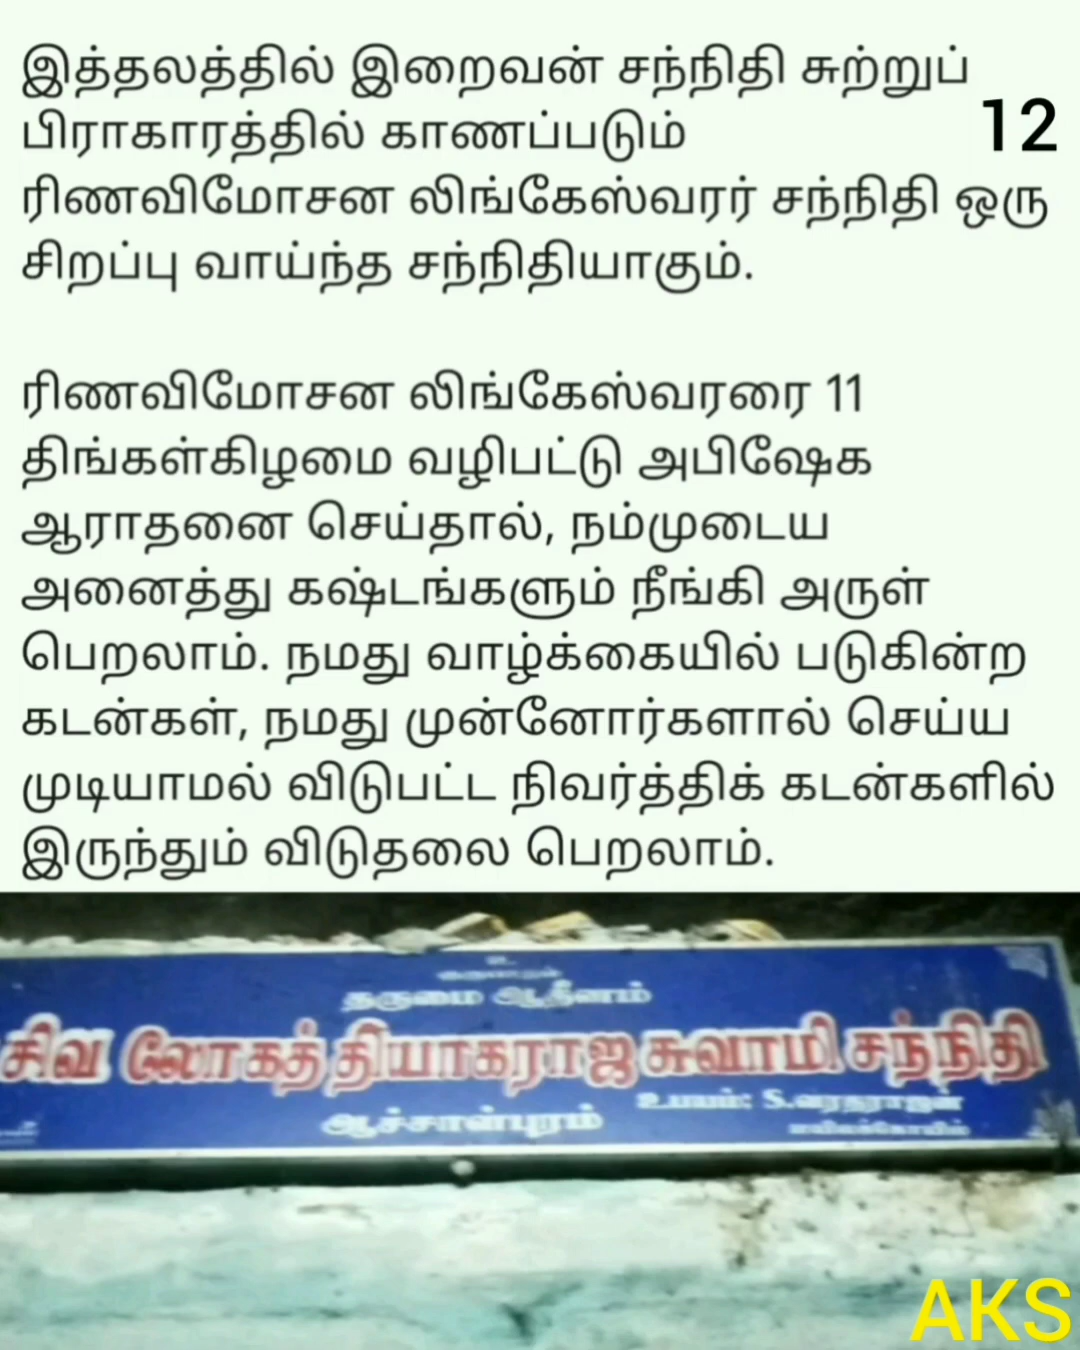 இத்தலத்தில் இறைவன் சந்நிதி சுற்றுப்
பிராகாரத்தில் காணப்படும்
12
ரிணவிமோசன லிங்கேஸ்வரர் சந்நிதி ஒரு
சிறப்பு வாய்ந்த சந்நிதியாகும்.
ரிணவிமோசன லிங்கேஸ்வரரை 11
திங்கள்கிழமை வழிபட்டு அபிஷேக
ஆராதனை செய்தால், நம்முடைய
அனைத்து கஷ்டங்களும் நீங்கி அருள்
பெறலாம். நமது வாழ்க்கையில் படுகின்ற
கடன்கள், நமது முன்னோர்களால் செய்ய
முடியாமல் விடுபட்ட நிவர்த்திக் கடன்களில்
இருந்தும் விடுதலை பெறலாம்.
உ
தருமை ஆதீனம்
சிவ லோகத் தியாகராஜ சுவாமி சந்நிதி
உபயம்: S.வரதராஜன்
ஆச்சாள்புரம்
AKS